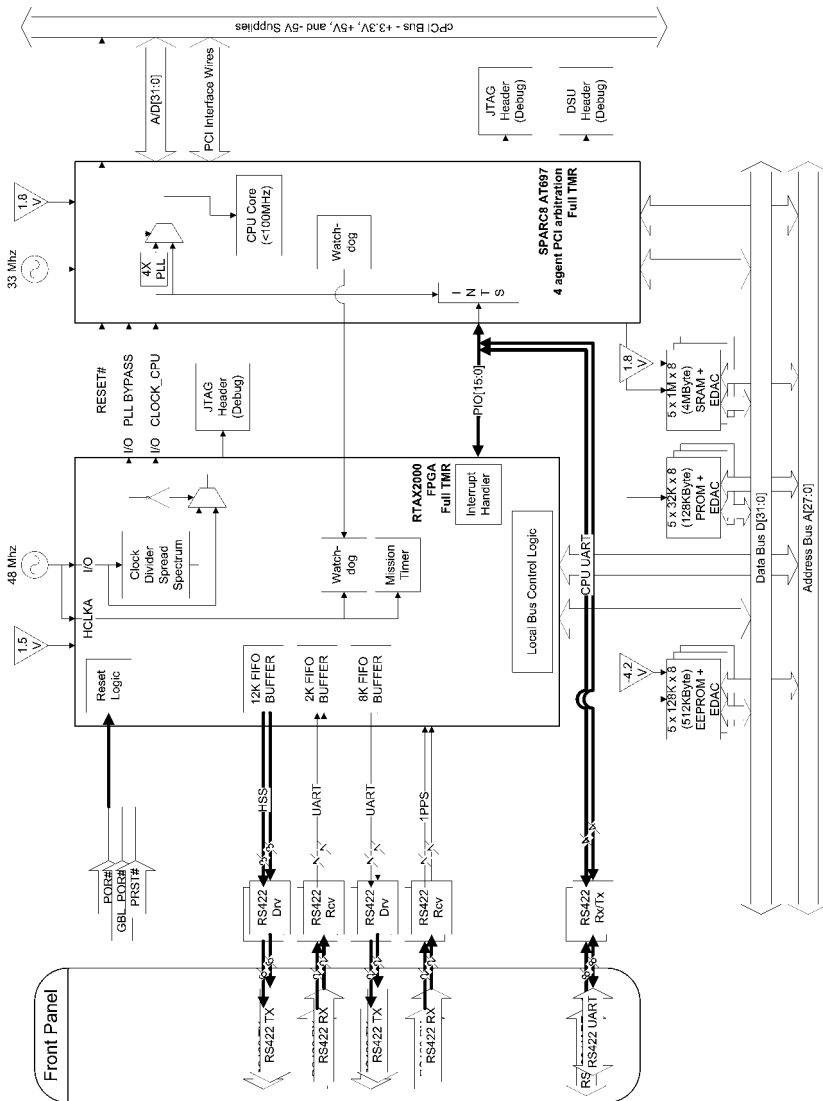 Front Panel
RS422 TX
RS422 RX
RS422 TX
RS422 RX
RS422 UART
POR#
GBL_POR#
PRST#
RS422
Drv
RS422
Rcv
RS422
Drv
RS422
Rcv
RS422
Rx/Tx
HSS
UART
UART
1PPS
CPU UART
1.5
V
48 Mhz
HCLKA
I/O
Reset
Logic
12K FIFO
BUFFER
2K FIFO
BUFFER
8K FIFO
BUFFER
Clock
Divider
Spread
Spectrum
Watch-
dog
Mission
Timer
RTAX2000
FPGA
Full TMR
Interrupt
Handler
Local Bus Control Logic
JTAG
Header
(Debug)
RESET#
I/O PLL BYPASS
I/O CLOCK_CPU
PIO[15:0]
33 Mhz
1.8
V
4X
PLL
CPU Core
(<100MHz)
Watch-
dog
I
N
T
S
SPARC8 AT697
4 agent PCI arbitration
Full TMR
A/D[31:0]
PCI Interface Wires
JTAG
Header
(Debug)
DSU
Header
(Debug)
cPCI Bus - +3.3V, +5V, and -5V Supplies
-4.2
V
5 x 128K x 8
(512KByte)
EEPROM +
EDAC
5 x 32K x 8
(128KByte)
PROM +
EDAC
1.8
V
5 x 1M x 8
(4MByte)
SRAM +
EDAC
Data Bus D[31:0]
Address Bus A[27:0]